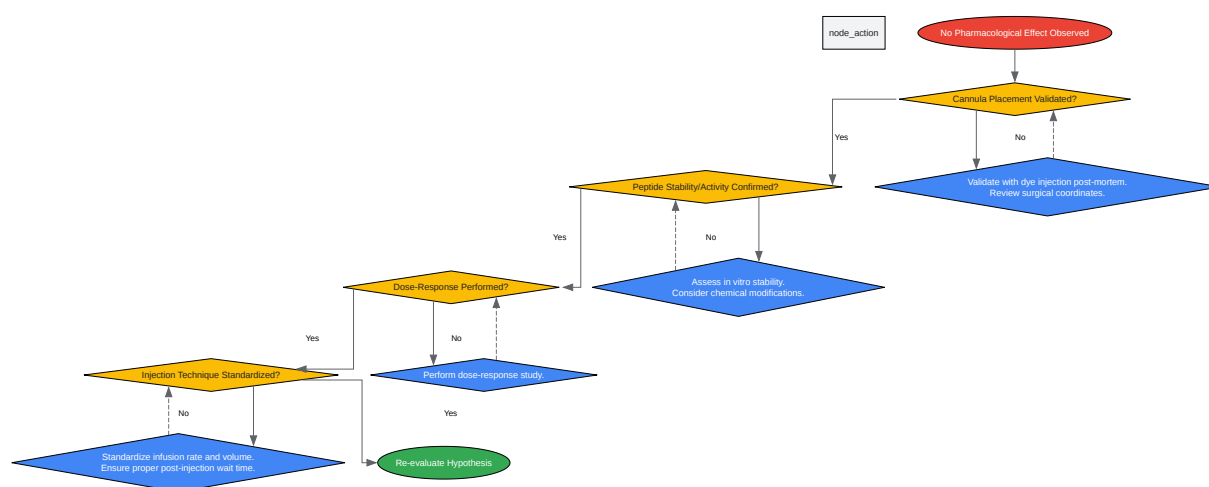 node_action
No Pharmacological Effect Observed
Cannula Placement Validated?
Yes
No
Validate with dye injection post-mortem.
Review surgical coordinates.
Peptide Stability/Activity Confirmed?
Yes
No
Assess in vitro stability.
Consider chemical modifications.
Dose-Response Performed?
Yes
No
Perform dose-response study.
Injection Technique Standardized?
No
Yes
Standardize infusion rate and volume.
Ensure proper post-injection wait time.
Re-evaluate Hypothesis